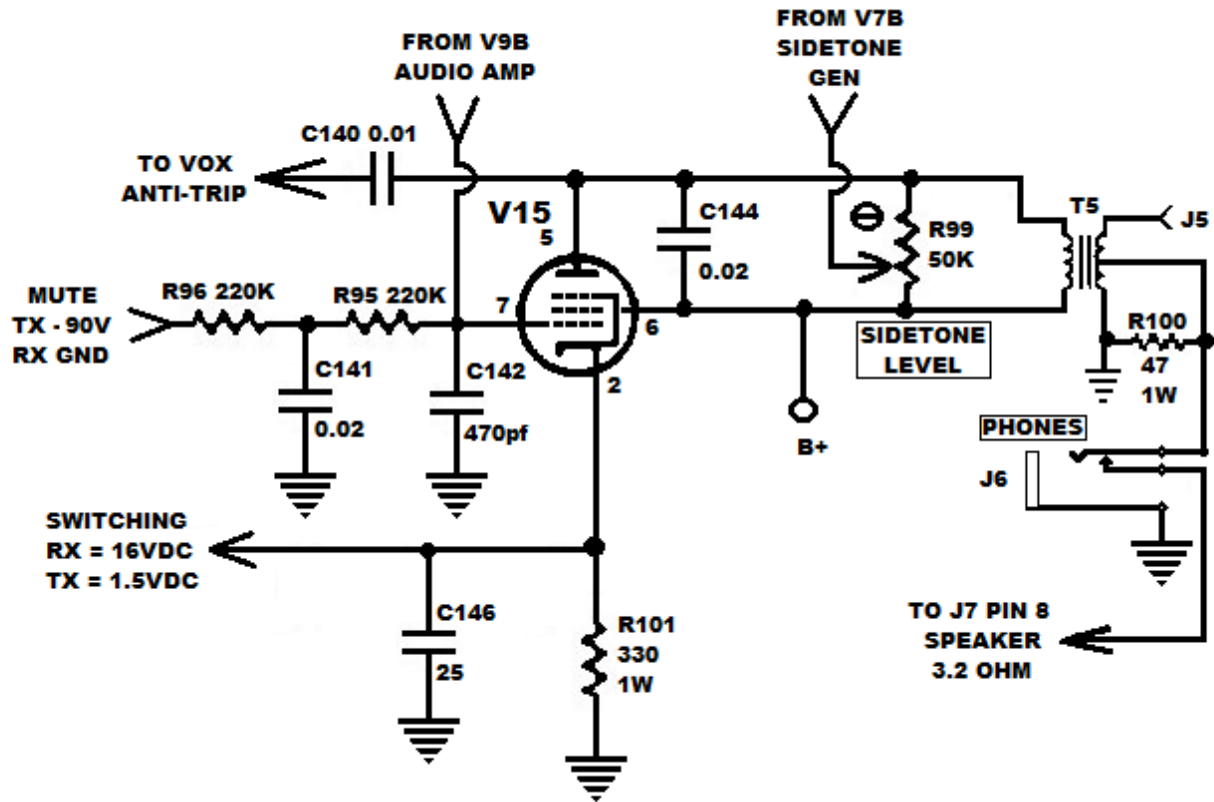 FROM V9B
AUDIO AMP
FROM V7B
SIDETONE
GEN
C140 0.01
TO VOX
ANTI-TRIP
V15
5
C144
0.02
R99
50K
T5
J5
MUTE
TX - 90V
RX GND
R96 220K
R95 220K
7
6
2
C141
0.02
C142
470pf
SIDETONE
LEVEL
R100
47
1W
B+
PHONES
J6
SWITCHING
RX = 16VDC
TX = 1.5VDC
C146
25
R101
330
1W
TO J7 PIN 8
SPEAKER
3.2 OHM